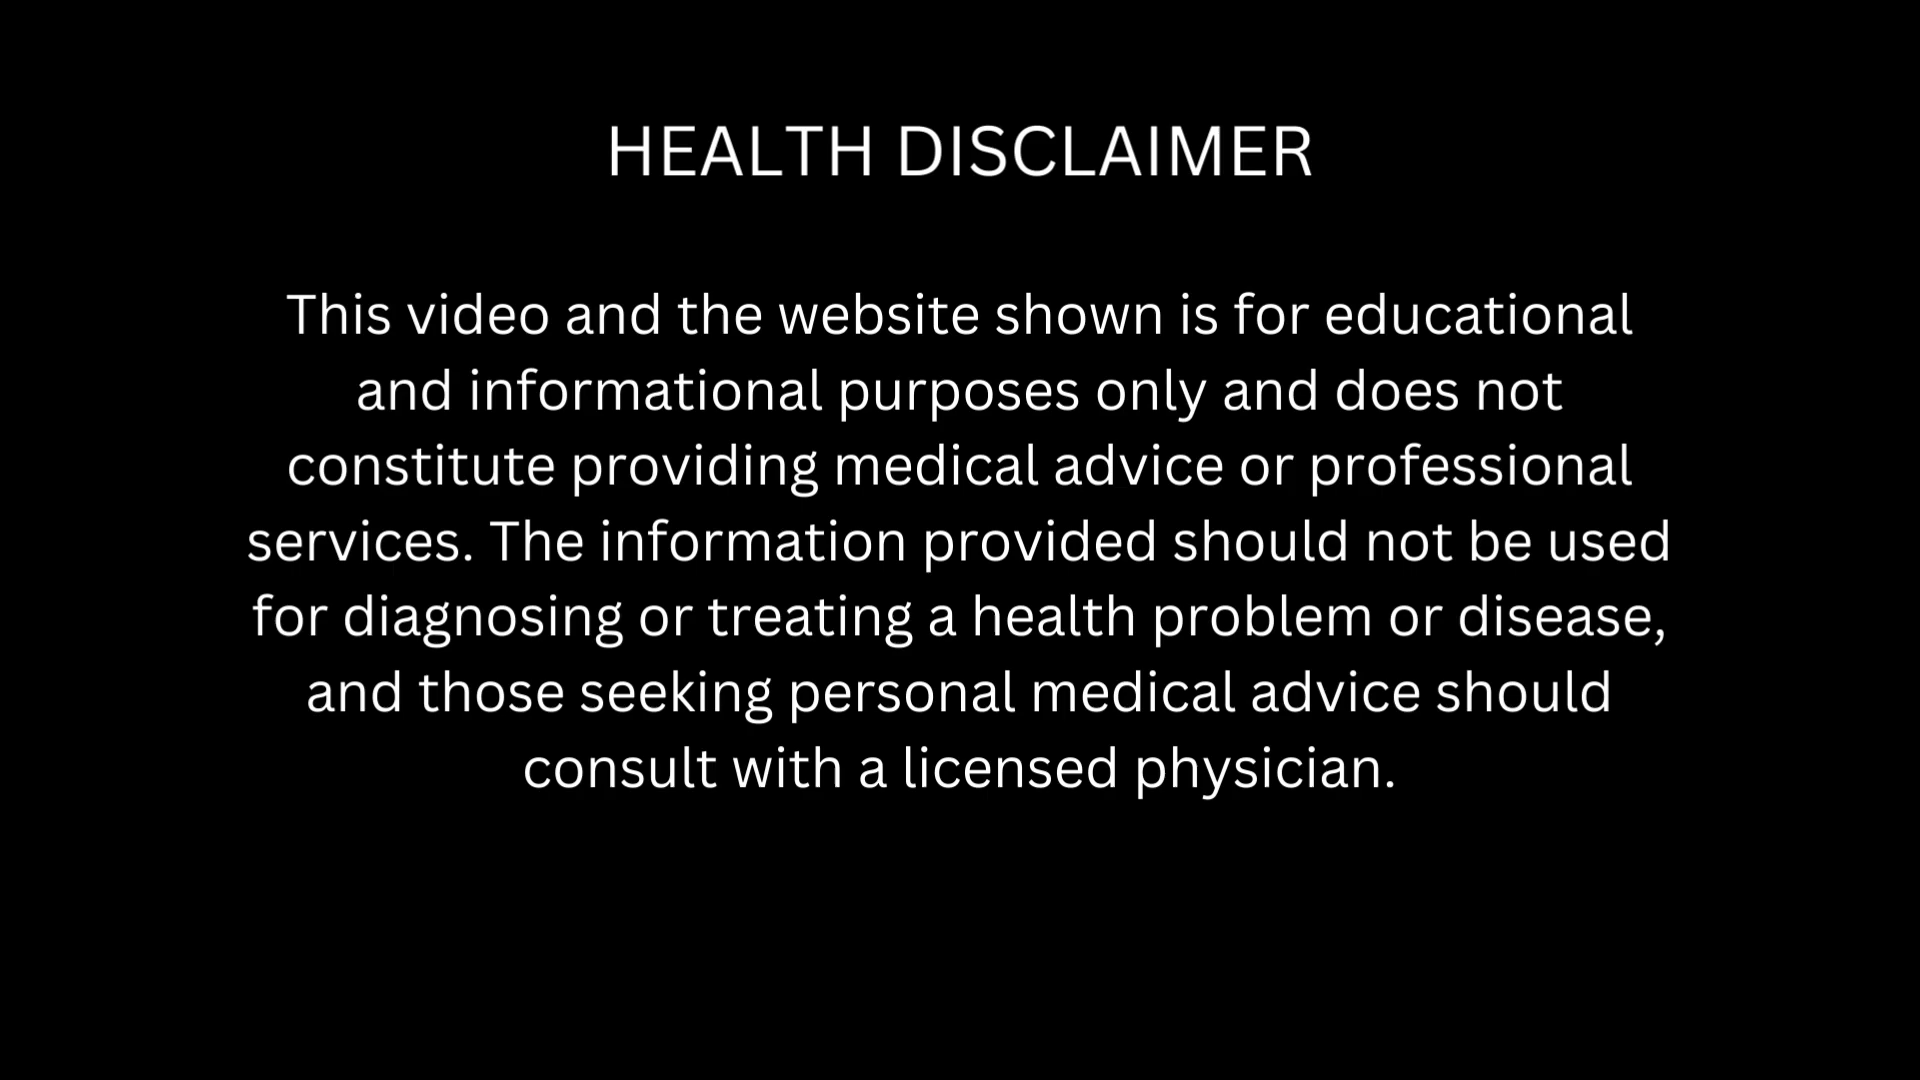 HEALTH DISCLAIMER
This video and the website shown is for educational
and informational purposes only and does not
constitute providing medical advice or professional
services. The information provided should not be used
for diagnosing or treating a health problem or disease,
and those seeking personal medical advice should
consult with a licensed physician.